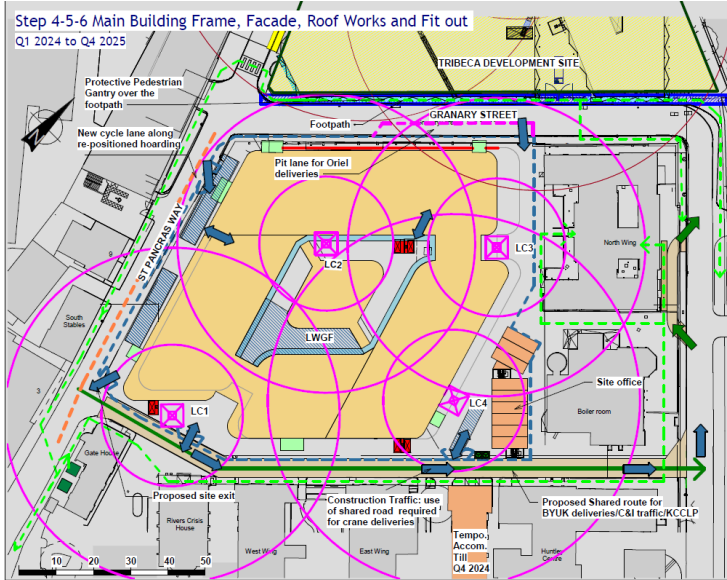 Step 4-5-6 Main Building Frame, Facade, Roof Works and Fit out
Q1 2024 to Q4 2025
TRIBECA DEVELOPMENT SITE
Protective Pedestrian
Gantry over the
footpath
GRANARY STREET
Footpath
New cycle lane along
re-positioned hoarding
Pit lane for Oriel
deliveries
ST PANCRAS WAY
North Wing
LC2
LC3
9
South
Stables
LWGF
Site office
3
LC1
LC4
Boiler room
Gate House
Proposed site exit
Construction Traffic: use
of shared road required
for crane deliveries
Proposed Shared route for
BYUK deliveries/C&I traffic/KCCLP
Rivers Crisis
House
Tempo.
Accom.
Till
Q4 2024
West Wing
East Wing
Huntley
Centre
10
20
30
40
50